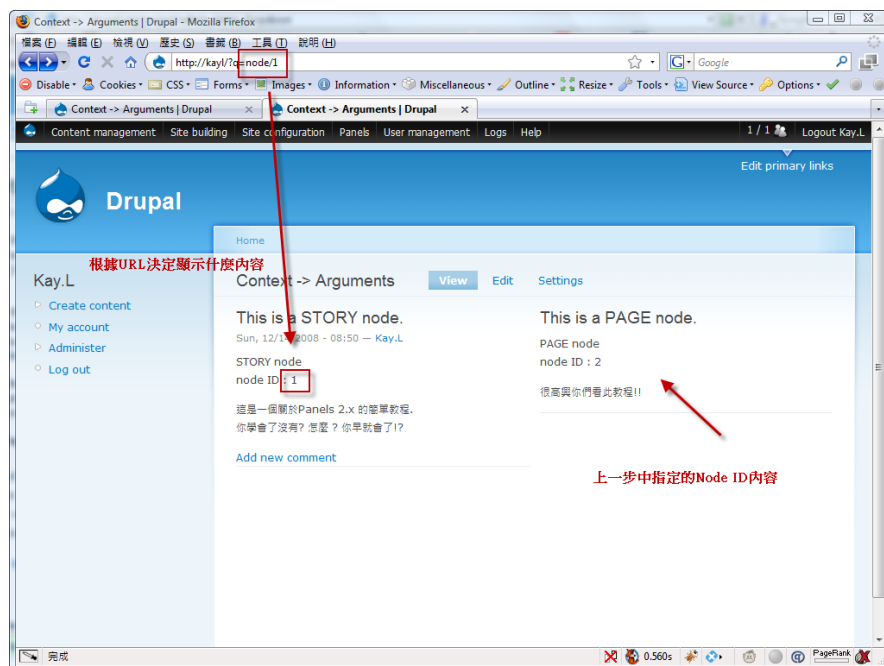 Context -> Arguments | Drupal - Mozilla Firefox
檔案 (F) 編輯 (E) 檢視 (V) 歷史 (S) 書籤 (B) 工具 (T) 說明 (H)
http://kayl/?q=node/1
Google
Disable Cookies CSS Forms Images Information Miscellaneous Outline Resize Tools View Source Options
Context -> Arguments | Drupal
Context -> Arguments | Drupal
Content management Site building Site configuration Panels User management Logs Help 1 / 1 Logout Kay.L
Edit primary links
Drupal
Home
根據URL決定顯示什麼內容
Kay.L
Create content
My account
Administer
Log out
Context -> Arguments View Edit Settings
This is a STORY node.
Sun, 12/14/2008 - 08:50 — Kay.L
STORY node
node ID : 1
這是一個關於Panels 2.x 的簡單教程.
你學會了沒有? 怎麼 ? 你早就會了!?
Add new comment
This is a PAGE node.
PAGE node
node ID : 2
很高興你們看此教程!!
上一步中指定的Node ID內容
完成
0.560s
PageRank